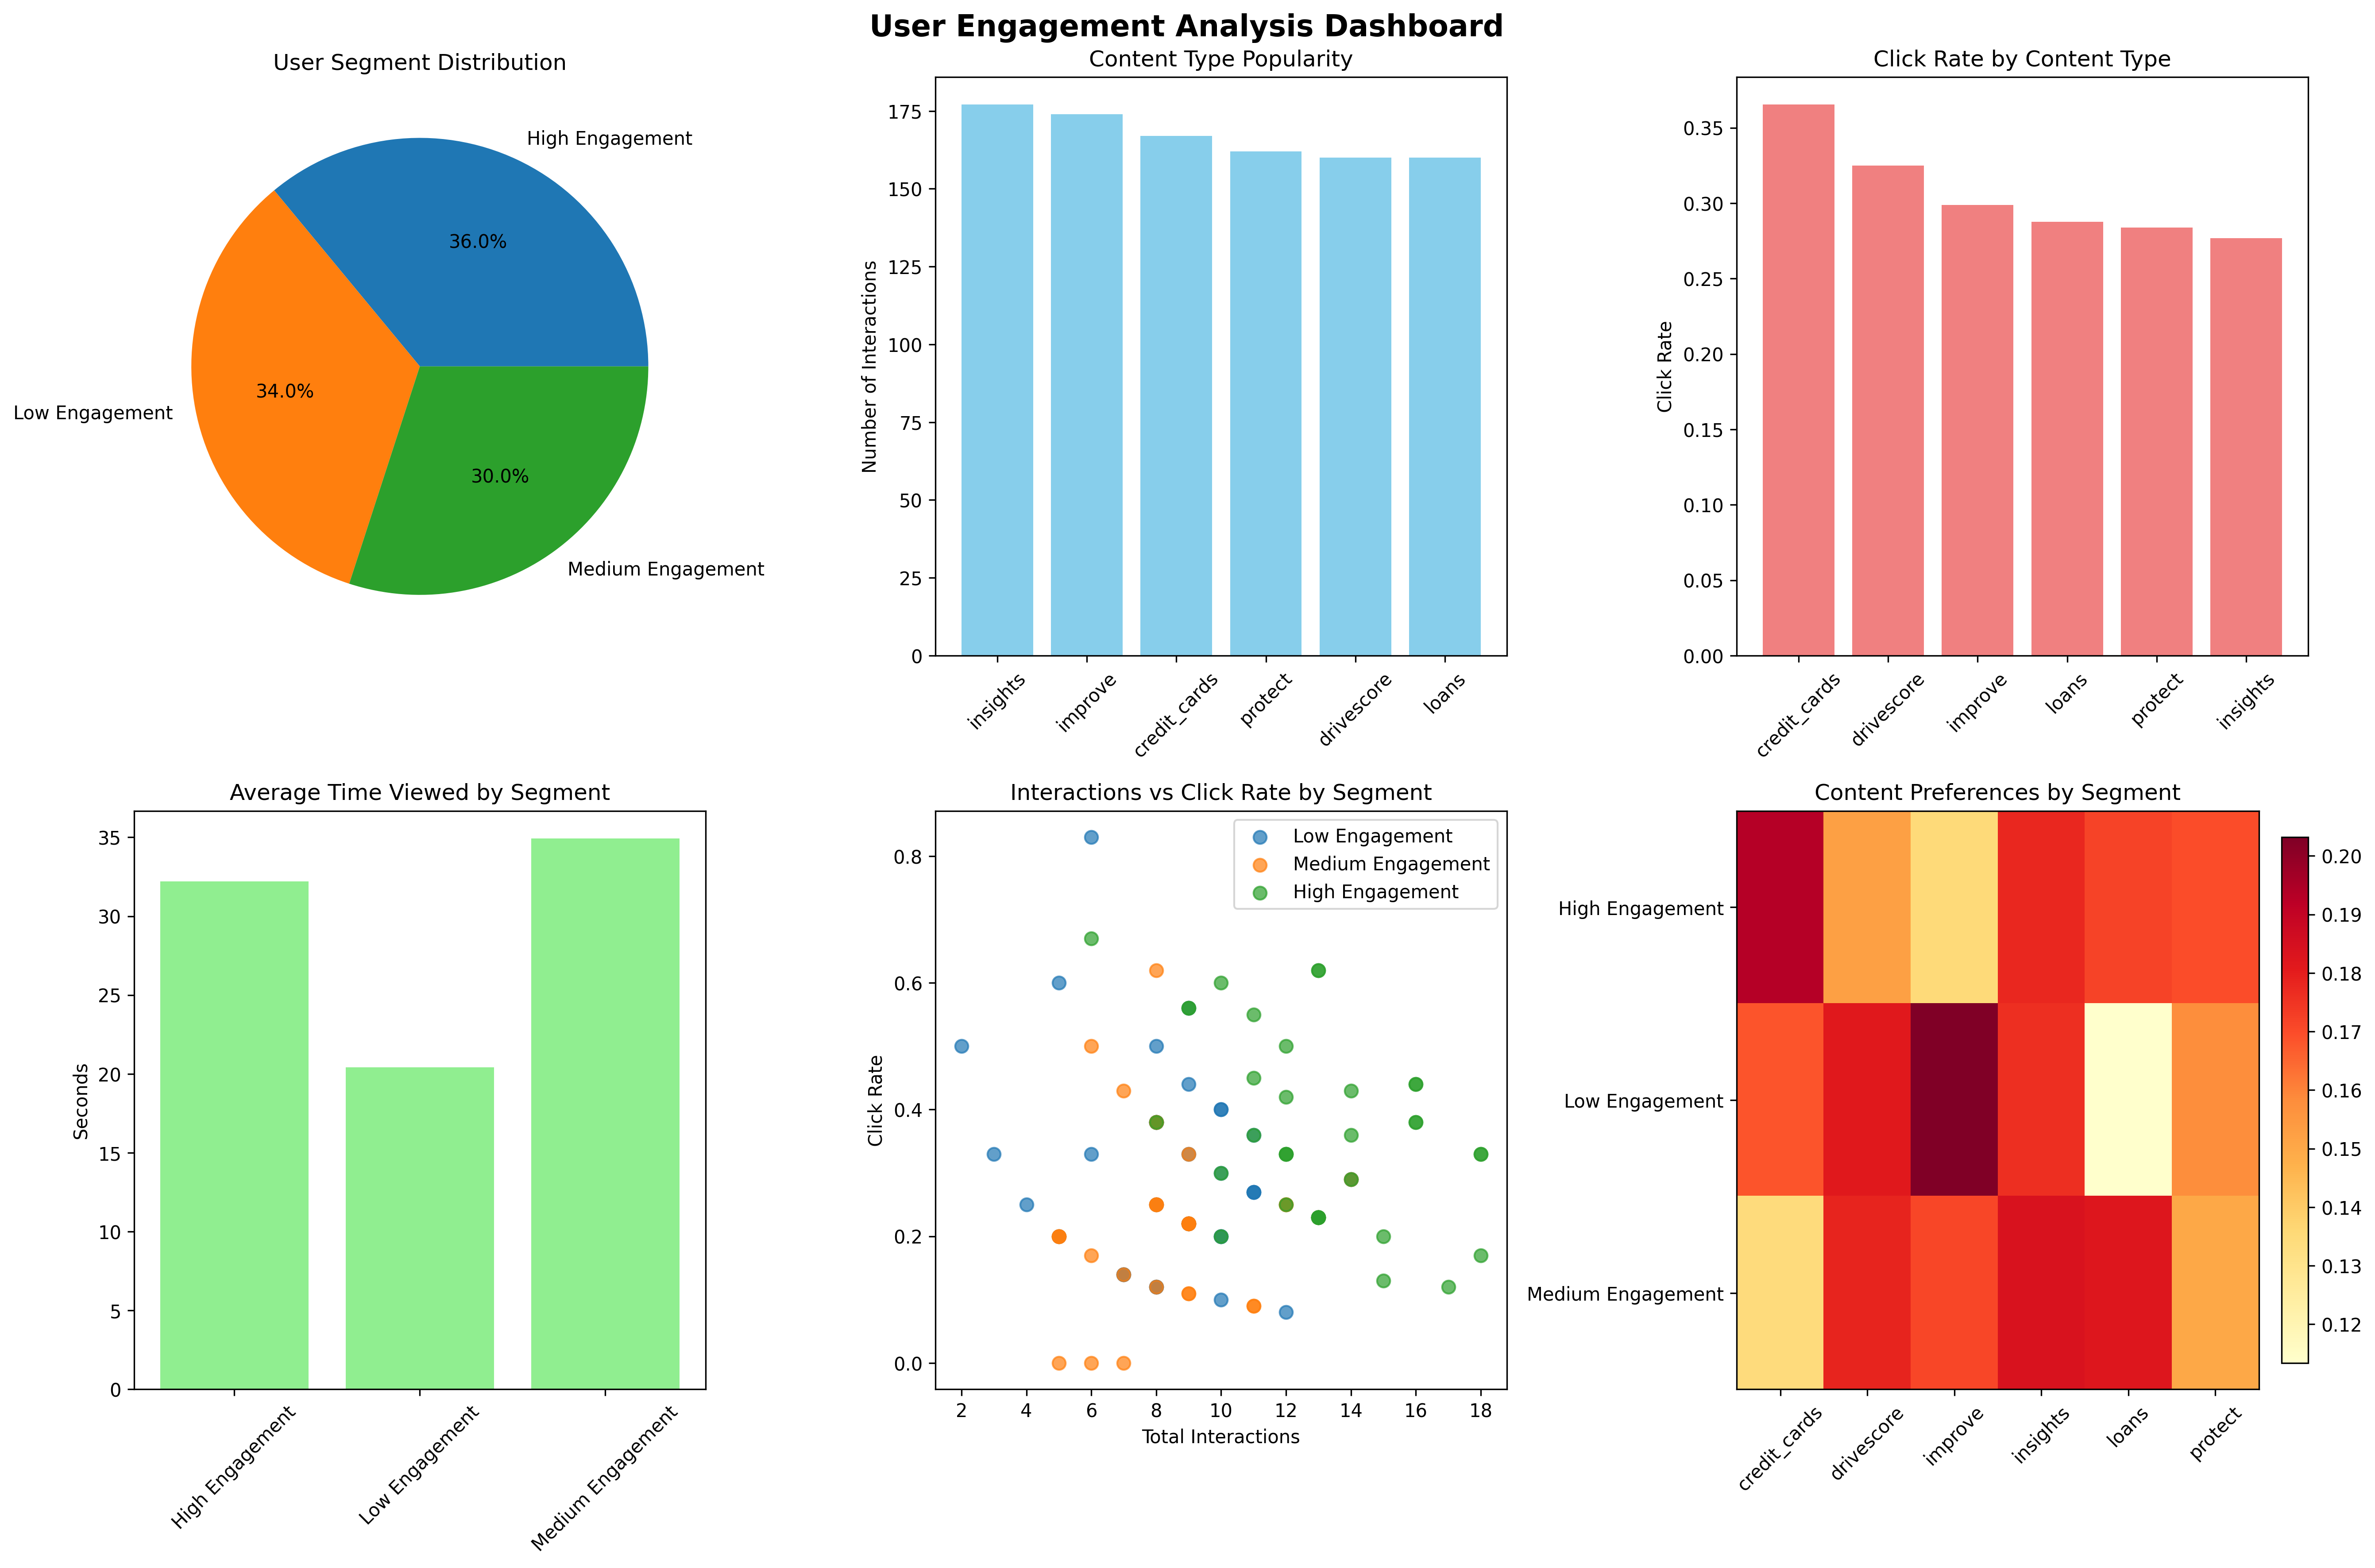 User Engagement Analysis Dashboard
User Segment Distribution
High Engagement
36.0%
34.0%
Low Engagement
30.0%
Medium Engagement
Content Type Popularity
Number of Interactions
175
150
125
100
75
50
25
0
insights
improve
credit_cards
protect
drivescore
loans
Click Rate by Content Type
Click Rate
0.35
0.30
0.25
0.20
0.15
0.10
0.05
0.00
credit_cards
drivescore
improve
loans
protect
insights
Average Time Viewed by Segment
Seconds
35
30
25
20
15
10
5
0
High Engagement
Low Engagement
Medium Engagement
Interactions vs Click Rate by Segment
Low Engagement
Medium Engagement
High Engagement
Click Rate
0.8
0.6
0.4
0.2
0.0
2 4 6 8 10 12 14 16 18
Total Interactions
Content Preferences by Segment
High Engagement
Low Engagement
Medium Engagement
credit_cards
drivescore
improve
insights
loans
protect
0.20
0.19
0.18
0.17
0.16
0.15
0.14
0.13
0.12